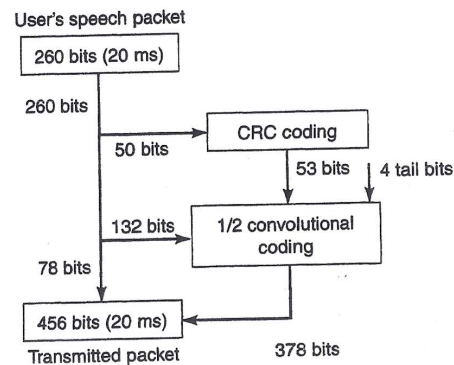 User's speech packet
260 bits (20 ms)
260 bits
CRC coding
50 bits
53 bits
4 tail bits
132 bits
1/2 convolutional
coding
78 bits
456 bits (20 ms)
378 bits
Transmitted packet